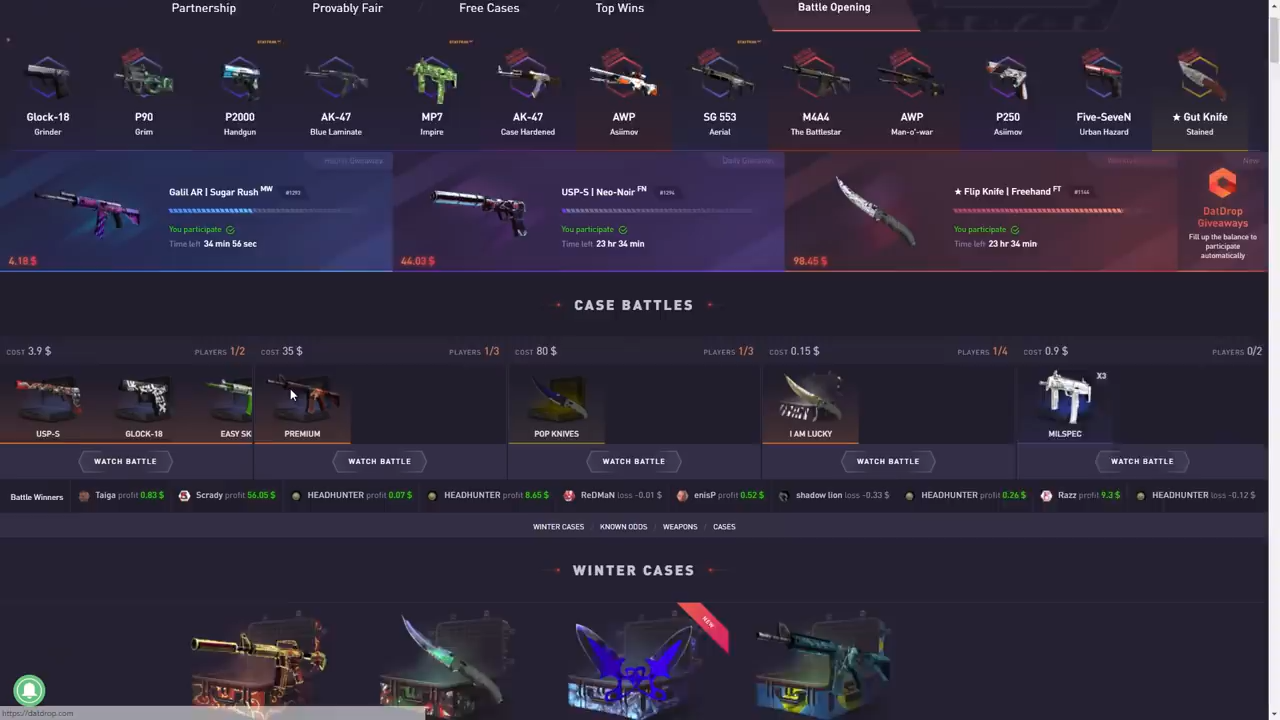 Partnership Provably Fair Free Cases Top Wins Battle Opening
Glock-18 P90 P2000 AK-47 MP7 AK-47 AWP SG 553 M4A4 AWP P250 Five-SeveN ★ Gut Knife
Grinder Grim Handgun Blue Laminate Impire Case Hardened Asiimov Aerial The Battlestar Man-o'-war Asiimov Urban Hazard Stained
Daily Giveaway New
Galil AR | Sugar Rush MW #1293 USP-S | Neo-Noir FN #1294 ★ Flip Knife | Freehand FT #1144
DatDrop
Giveaways
You participate You participate You participate
Fill up the balance to
participate
automatically
Time left 34 min 56 sec Time left 23 hr 34 min Time left 23 hr 34 min
4.18 $ 44.03 $ 98.45 $
CASE BATTLES
COST 3.9 $ PLAYERS 1/2 COST 35 $ PLAYERS 1/3 COST 80 $ PLAYERS 1/3 COST 0.15 $ PLAYERS 1/4 COST 0.9 $ PLAYERS 0/2
X3
USP-S GLOCK-18 EASY SK PREMIUM POP KNIVES I AM LUCKY MILSPEC
WATCH BATTLE WATCH BATTLE WATCH BATTLE WATCH BATTLE WATCH BATTLE
Battle Winners Taiga profit 0.83 $ Scrady profit 56.05 $ HEADHUNTER profit 0.07 $ HEADHUNTER profit 8.65 $ ReDMaN loss -0.01 $ enisP profit 0.52 $ shadow lion loss -0.33 $ HEADHUNTER profit 0.26 $ Razz profit 9.3 $ HEADHUNTER loss -0.12 $
WINTER CASES / KNOWN ODDS / WEAPONS / CASES
WINTER CASES
NEW
https://datdrop.com